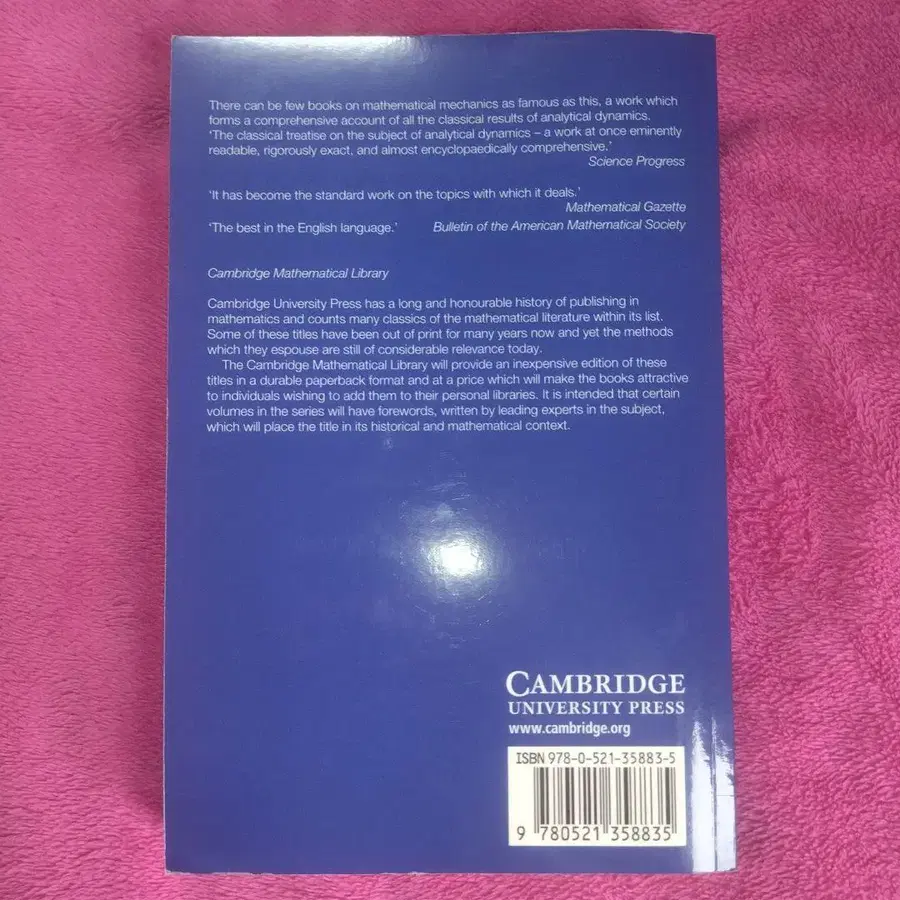 There can be few books on mathematical mechanics as famous as this, a work which
forms a comprehensive account of all the classical results of analytical dynamics.
'The classical treatise on the subject of analytical dynamics – a work at once eminently
readable, rigorously exact, and almost encyclopaedically comprehensive.'
Science Progress
'It has become the standard work on the topics with which it deals.'
Mathematical Gazette
'The best in the English language.' Bulletin of the American Mathematical Society
Cambridge Mathematical Library
Cambridge University Press has a long and honourable history of publishing in
mathematics and counts many classics of the mathematical literature within its list.
Some of these titles have been out of print for many years now and yet the methods
which they espouse are still of considerable relevance today.
The Cambridge Mathematical Library will provide an inexpensive edition of these
titles in a durable paperback format and at a price which will make the books attractive
to individuals wishing to add them to their personal libraries. It is intended that certain
volumes in the series will have forewords, written by leading experts in the subject,
which will place the title in its historical and mathematical context.
CAMBRIDGE
UNIVERSITY PRESS
www.cambridge.org
ISBN 978-0-521-35883-5
9 780521 358835